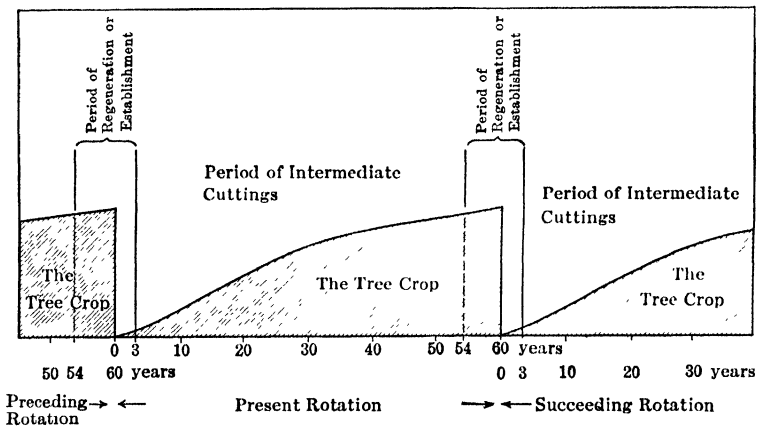 Period of
Regeneration or
Establishment
Period of
Regeneration or
Establishment
Period of Intermediate
Cuttings
Period of Intermediate
Cuttings
The
Tree Crop
The Tree Crop
The
Tree Crop
0 3 10 20 30 40 50 54 60 years
50 54 60 years 0 3 10 20 30 years
Preceding
Rotation
Present Rotation
Succeeding Rotation